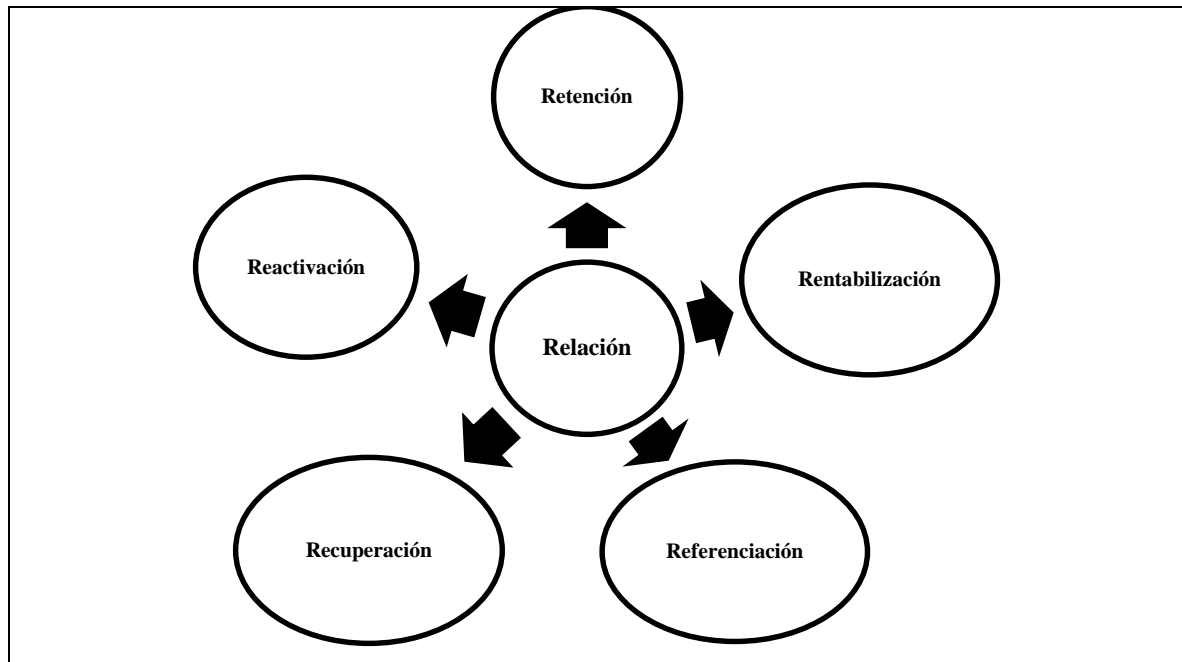 Retención
Reactivación
Rentabilización
Relación
Recuperación
Referenciación